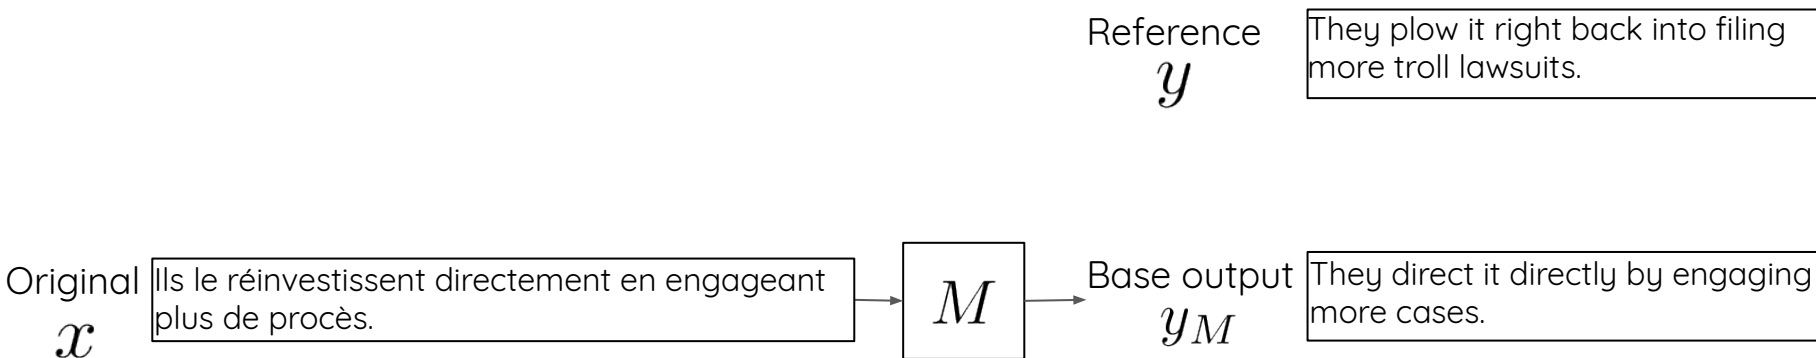 Reference
y
They plow it right back into filing
more troll lawsuits.
Original
x
Ils le réinvestissent directement en engageant
plus de procès.
M
Base output
y_M
They direct it directly by engaging
more cases.